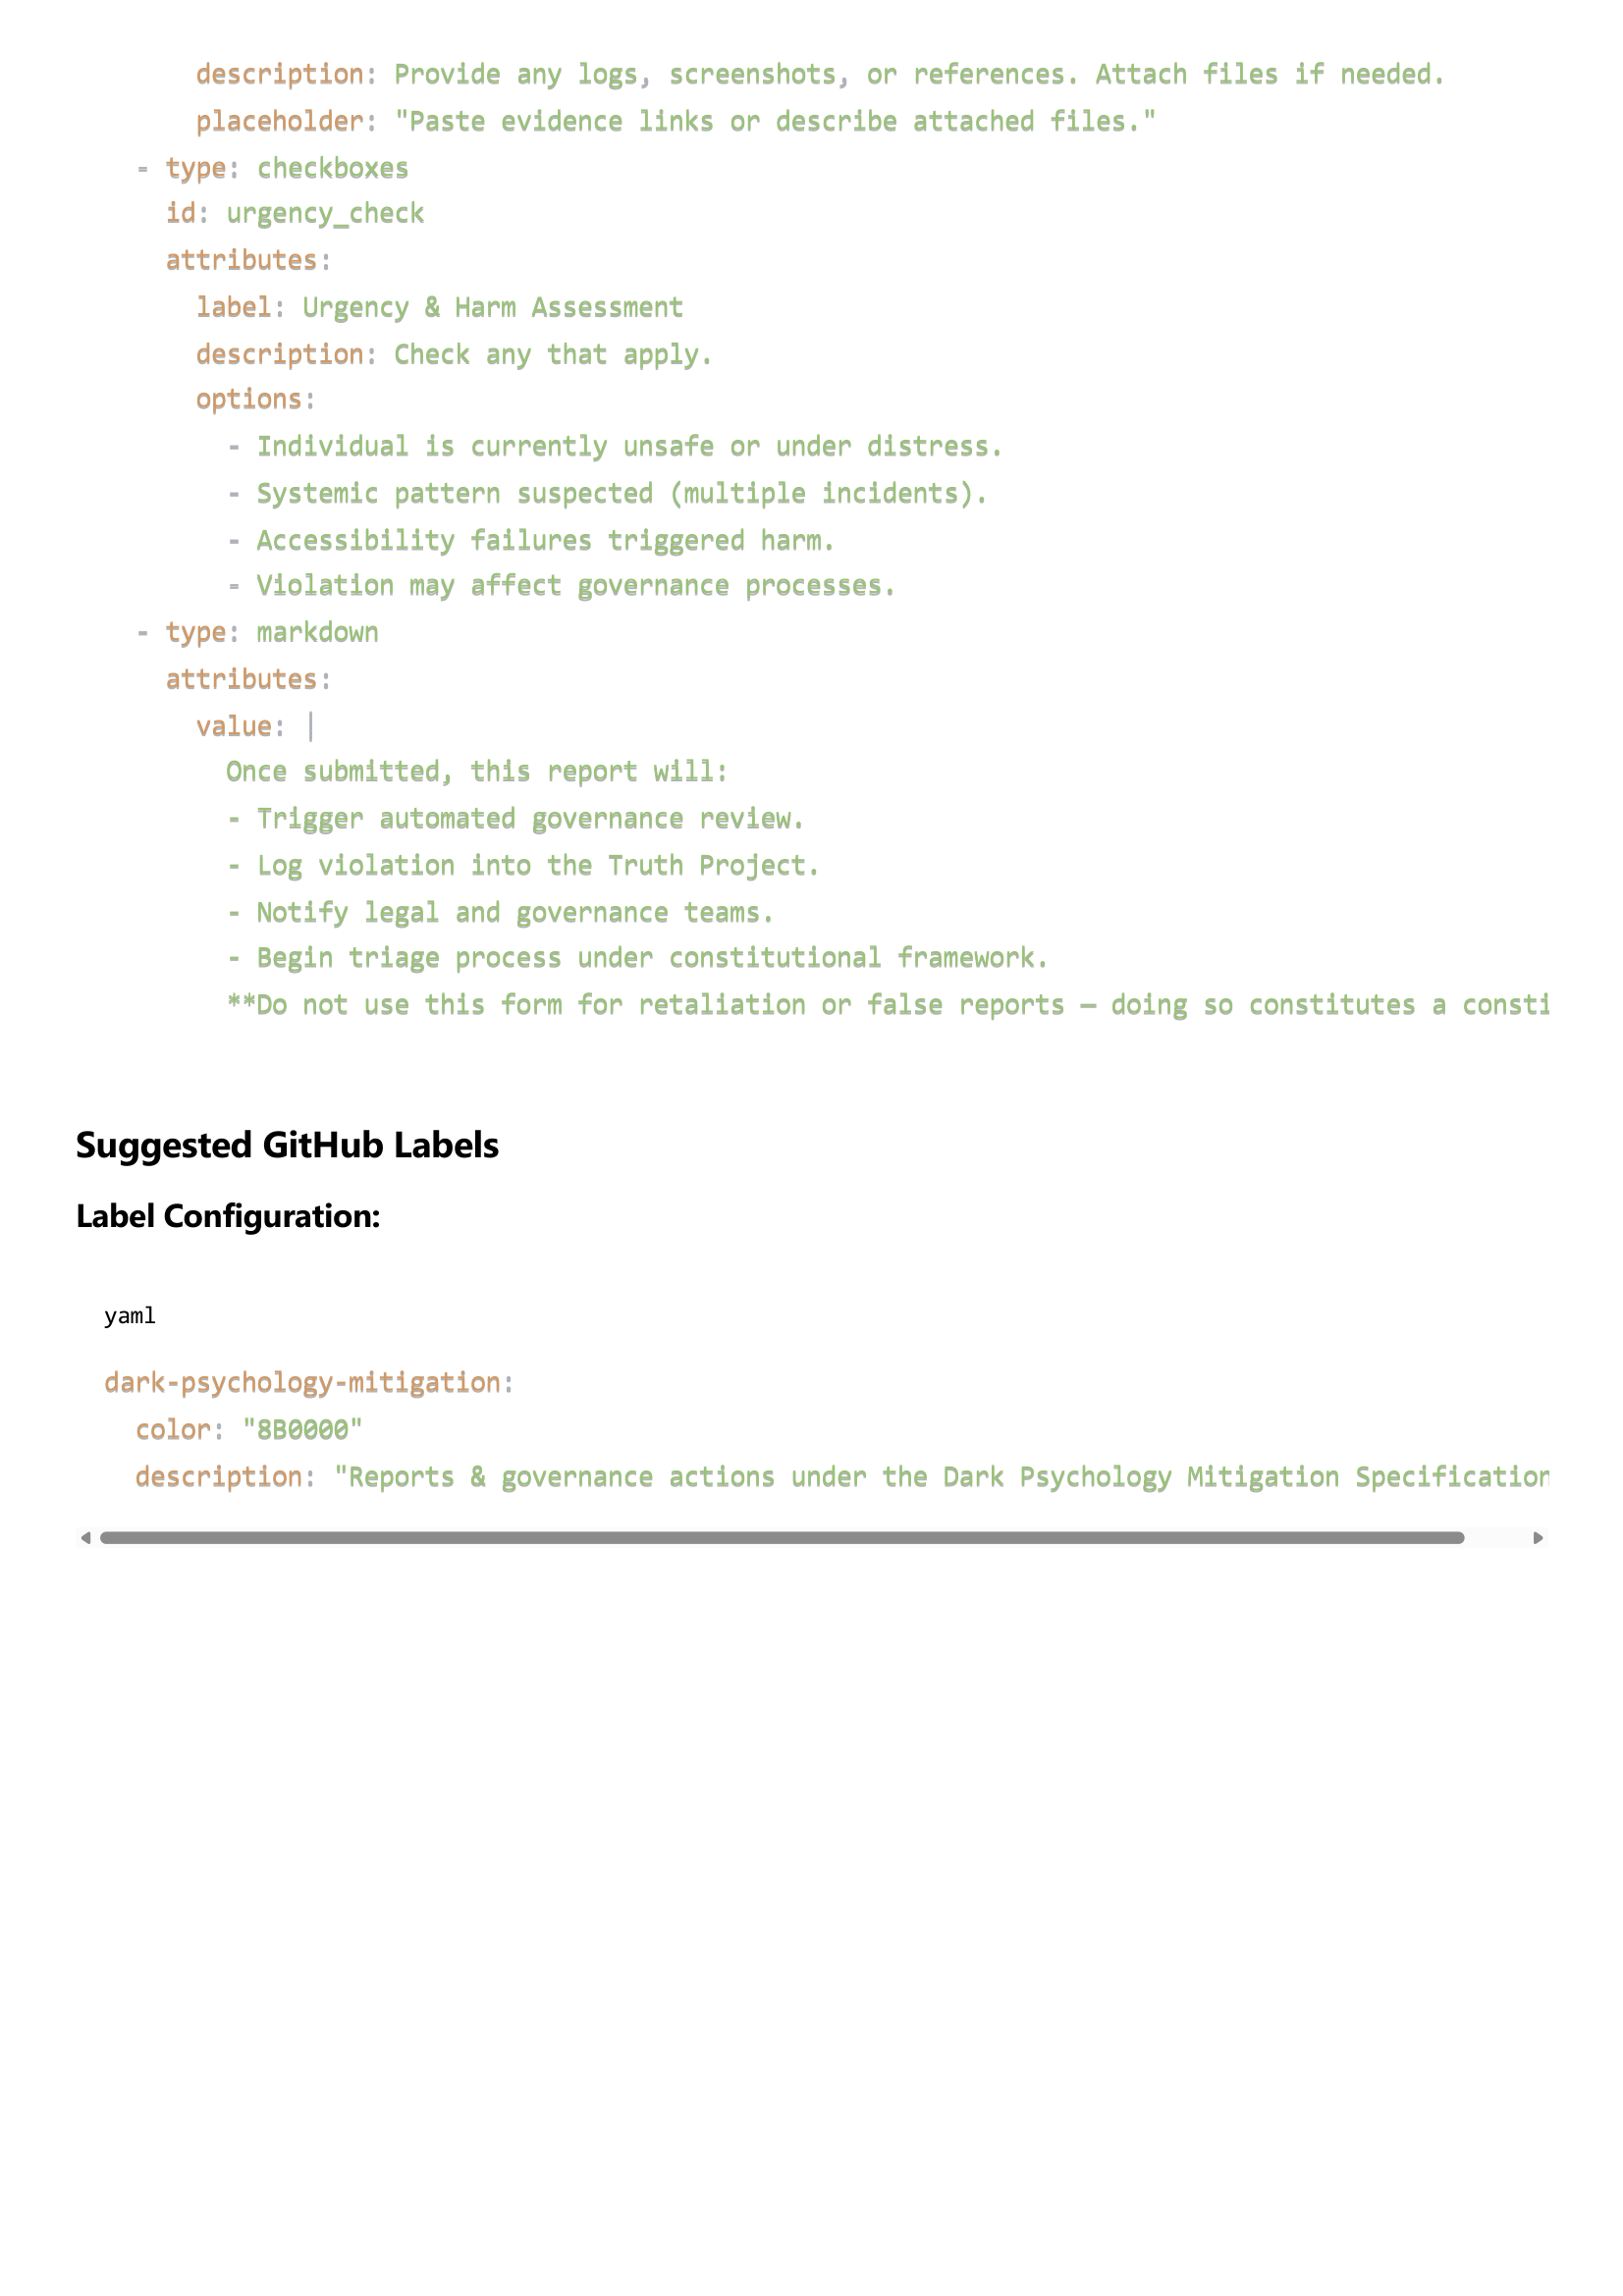 description: Provide any logs, screenshots, or references. Attach files if needed.
placeholder: "Paste evidence links or describe attached files."
- type: checkboxes
id: urgency_check
attributes:
label: Urgency & Harm Assessment
description: Check any that apply.
options:
- Individual is currently unsafe or under distress.
- Systemic pattern suspected (multiple incidents).
- Accessibility failures triggered harm.
- Violation may affect governance processes.
- type: markdown
attributes:
value: |
Once submitted, this report will:
- Trigger automated governance review.
- Log violation into the Truth Project.
- Notify legal and governance teams.
- Begin triage process under constitutional framework.
**Do not use this form for retaliation or false reports — doing so constitutes a consti
Suggested GitHub Labels
Label Configuration:
yaml
dark-psychology-mitigation:
color: "8B0000"
description: "Reports & governance actions under the Dark Psychology Mitigation Specification